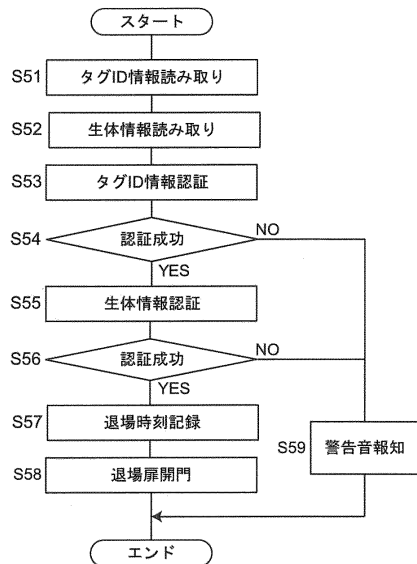 スタート
S51 タグID情報読み取り
S52 生体情報読み取り
S53 タグID情報認証
S54 認証成功 NO
YES
S55 生体情報認証
S56 認証成功 NO
YES
S57 退場時刻記録
S59 警告音報知
S58 退場扉開門
エンド